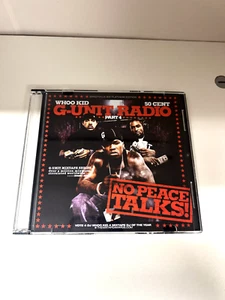 WHOO KID
50 CENT
G-UNIT RADIO
PART 4
NO PEACE
TALKS!